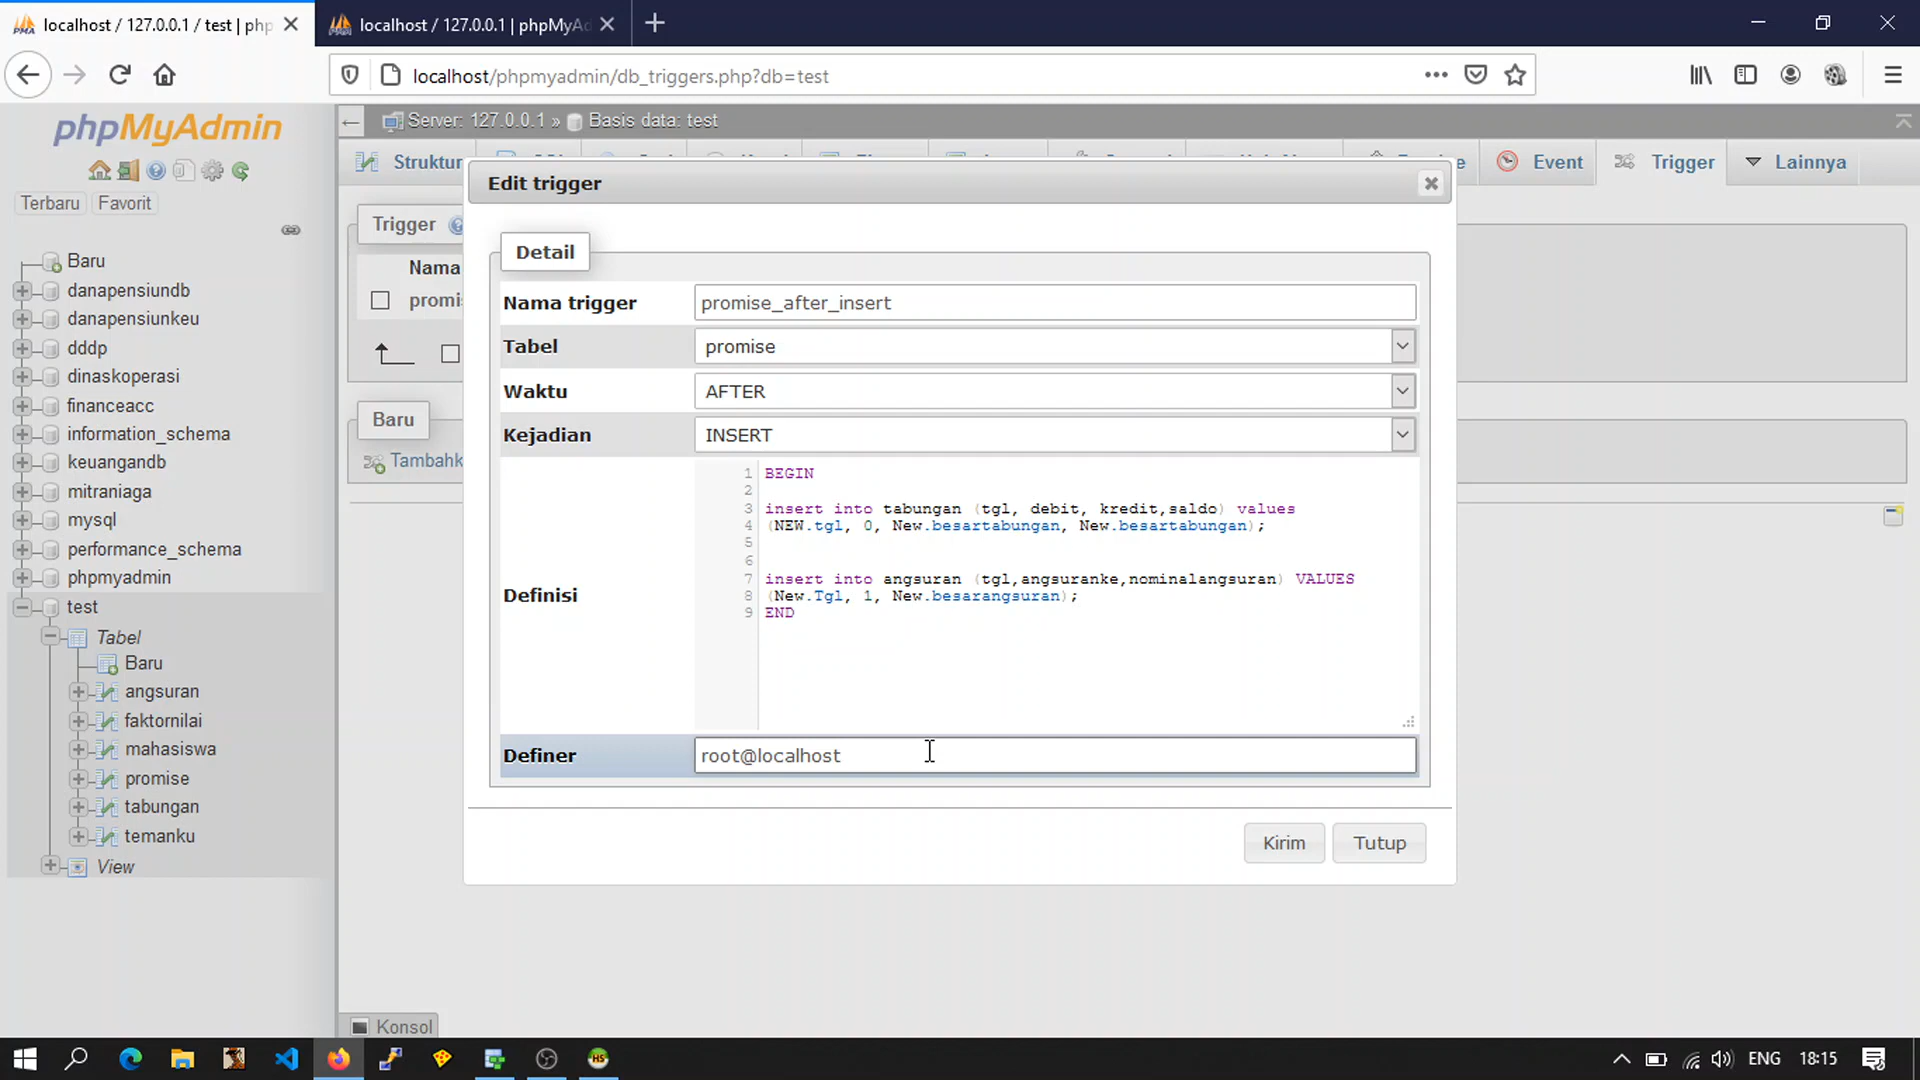 localhost / 127.0.0.1 / test | php
localhost / 127.0.0.1 | phpMyAd
localhost/phpmyadmin/db_triggers.php?db=test
phpMyAdmin
Terbaru
Favorit
Baru
danapensiundb
danapensiunkeu
dddp
dinaskoperasi
financeacc
information_schema
keuangandb
mitraniaga
mysql
performance_schema
phpmyadmin
test
Tabel
Baru
angsuran
faktornilai
mahasiswa
promise
tabungan
temanku
View
Server: 127.0.0.1 » Basis data: test
Struktur
Event
Trigger
Lainnya
Trigger
Nama
promis
Baru
Tambahk
Edit trigger
Detail
Nama trigger
promise_after_insert
Tabel
promise
Waktu
AFTER
Kejadian
INSERT
Definisi
1 BEGIN
2
3 insert into tabungan (tgl, debit, kredit,saldo) values
4 (NEW.tgl, 0, New.besartabungan, New.besartabungan);
5
6
7 insert into angsuran (tgl,angsuranke,nominalangsuran) VALUES
8 (New.Tgl, 1, New.besarangsuran);
9 END
Definer
root@localhost
Kirim
Tutup
Konsol
ENG
18:15